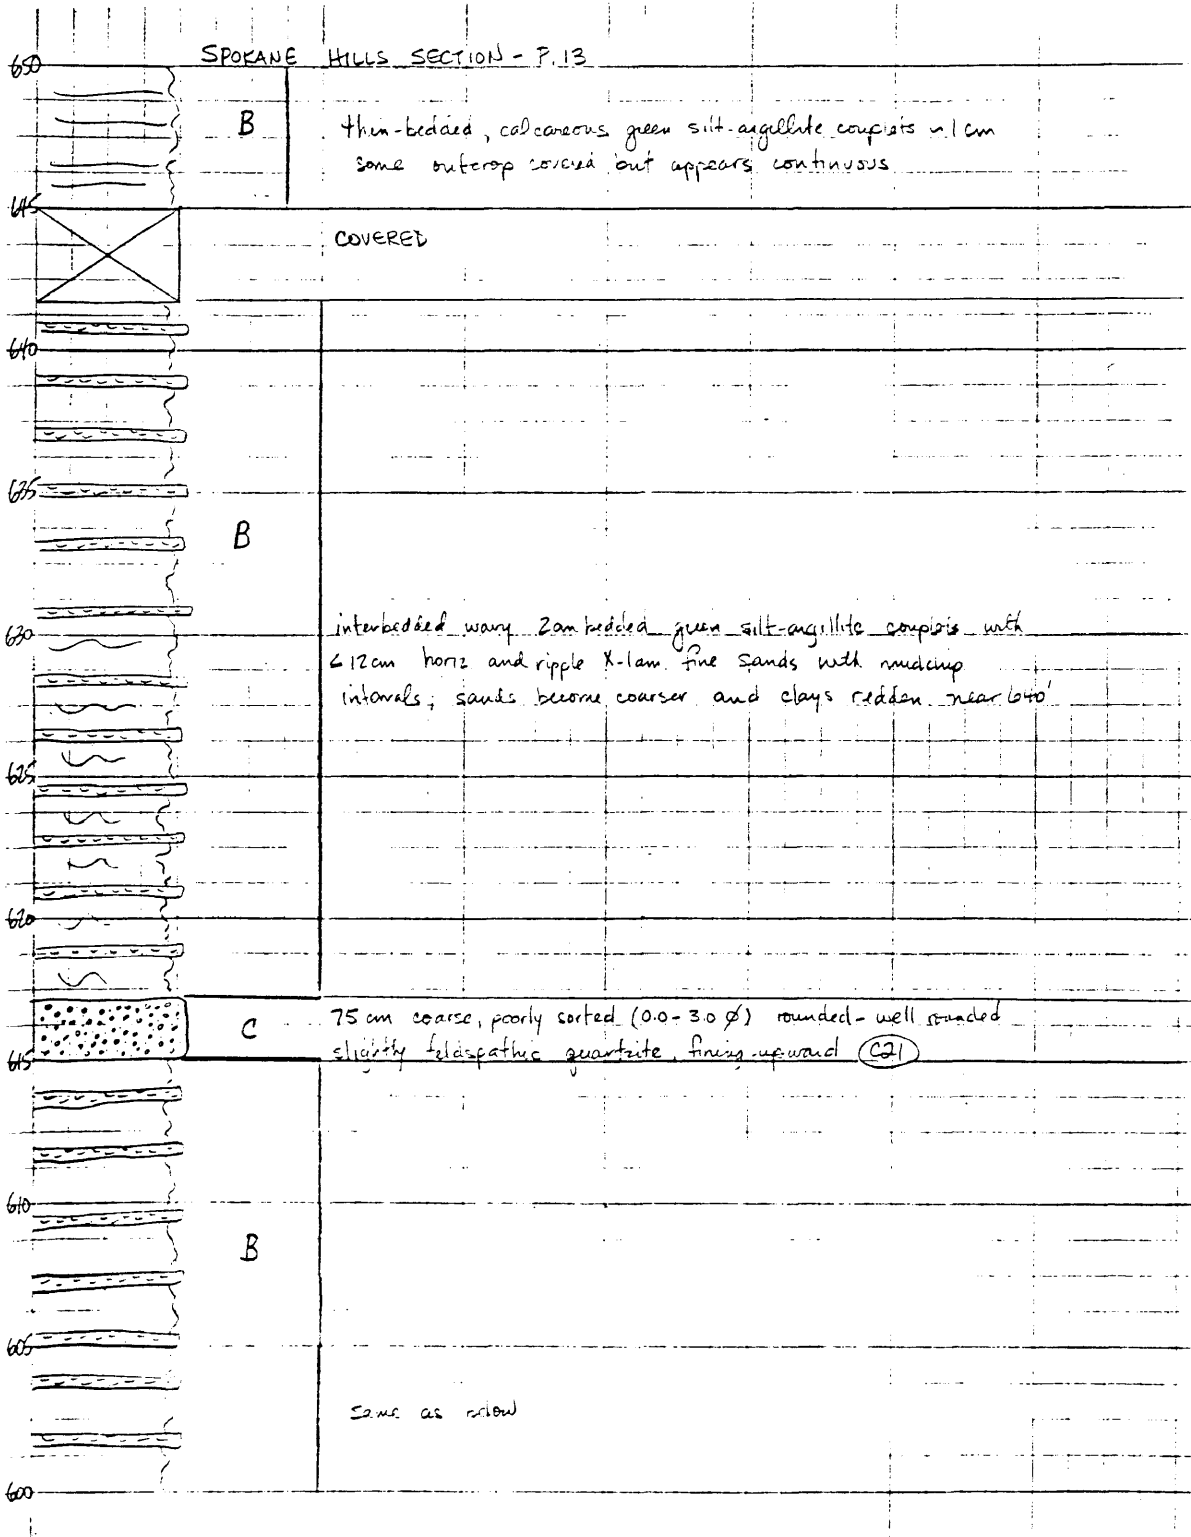 SPOKANE HILLS SECTION - P. 13
650
B
thin-bedded, calcareous green silt-argillite couplets ~1 cm
some outcrop covered but appears continuous
645
COVERED
640
635
B
630
interbedded wavy 2cm bedded green silt-argillite couplets with
<12cm horiz and ripple X-lam fine sands with mudchip
intervals; sands become coarser and clays redden near 640'
625
620
C
75 cm coarse, poorly sorted (0.0-3.0 Ø) rounded-well rounded
slightly feldspathic quartzite, fining-upward C21
615
610
B
605
same as below
600